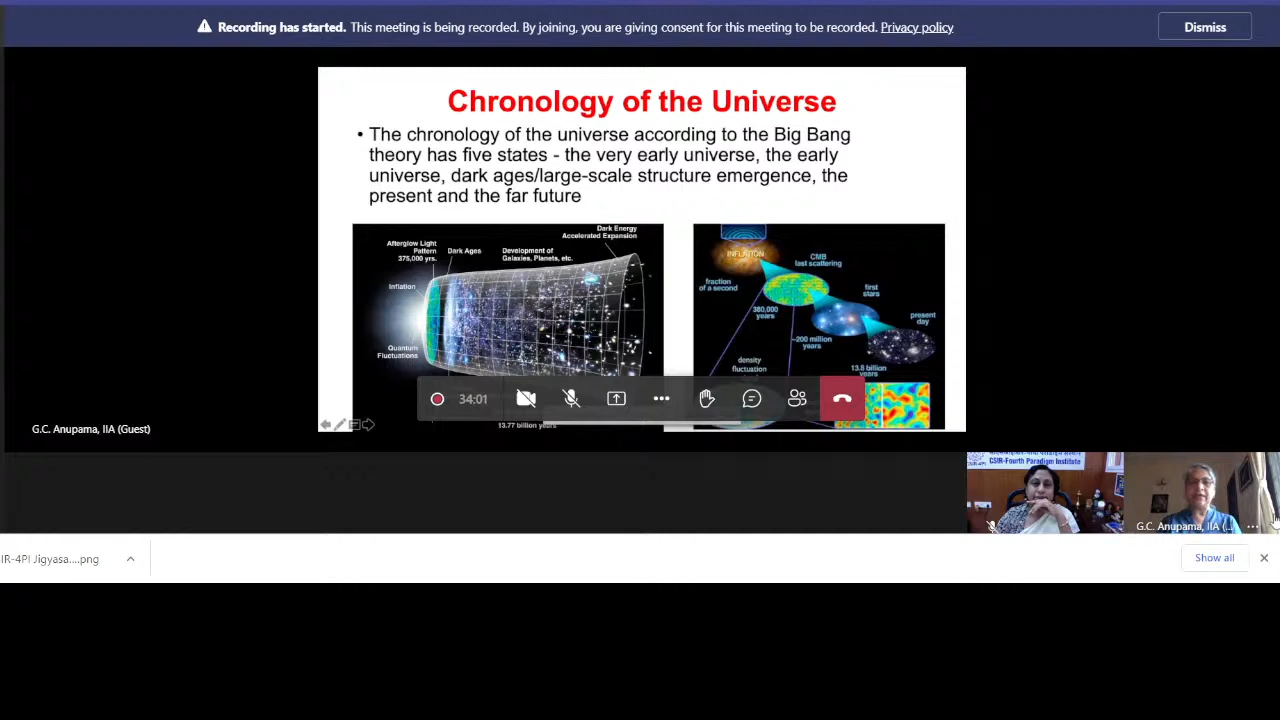 Recording has started. This meeting is being recorded. By joining, you are giving consent for this meeting to be recorded. Privacy policy
Dismiss
Chronology of the Universe
• The chronology of the universe according to the Big Bang
theory has five states - the very early universe, the early
universe, dark ages/large-scale structure emergence, the
present and the far future
Dark Energy
Accelerated Expansion
Afterglow Light
Pattern
375,000 yrs.
Dark Ages
Development of
Galaxies, Planets, etc.
Inflation
Quantum
Fluctuations
13.77 billion years
INFLATION
fraction
of a second
CMB
last scattering
380,000
years
first
stars
~200 million
years
present
day
13.8 billion
years
density
fluctuation
34:01
G.C. Anupama, IIA (Guest)
CSIR-Fourth Paradigm Institute
G.C. Anupama, IIA (...
IR-4PI Jigyasa....png
Show all